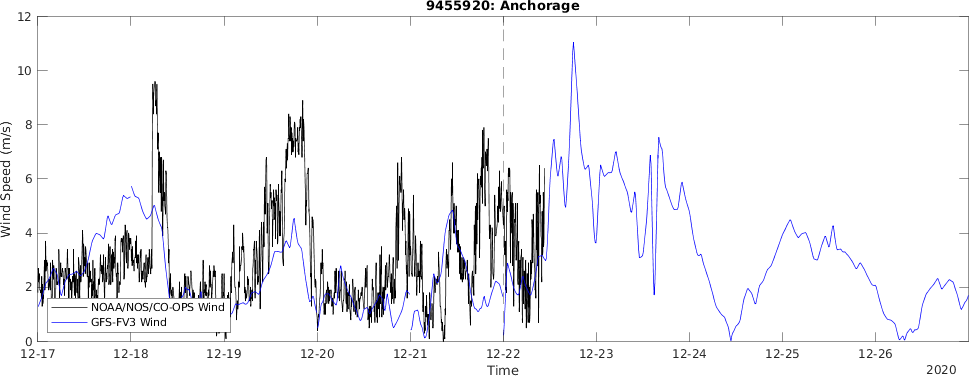 9455920: Anchorage
12
10
8
6
4
2
0
Wind Speed (m/s)
NOAA/NOS/CO-OPS Wind
GFS-FV3 Wind
12-17 12-18 12-19 12-20 12-21 12-22 12-23 12-24 12-25 12-26
Time
2020